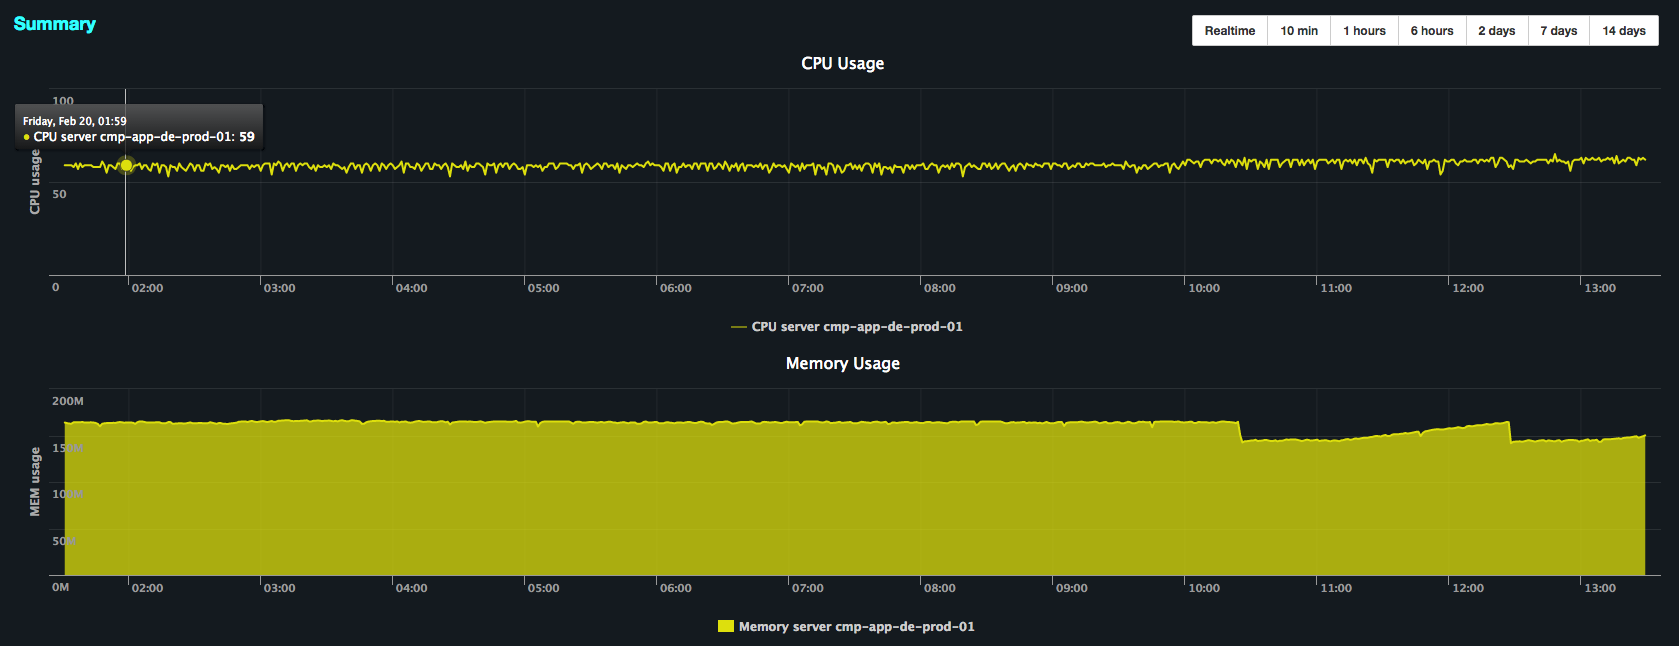 Summary
Realtime 10 min 1 hours 6 hours 2 days 7 days 14 days
CPU Usage
100
Friday, Feb 20, 01:59
CPU server cmp-app-de-prod-01: 59
CPU usage
50
0 02:00 03:00 04:00 05:00 06:00 07:00 08:00 09:00 10:00 11:00 12:00 13:00
CPU server cmp-app-de-prod-01
Memory Usage
200M
150M
MEM usage
100M
50M
0M 02:00 03:00 04:00 05:00 06:00 07:00 08:00 09:00 10:00 11:00 12:00 13:00
Memory server cmp-app-de-prod-01